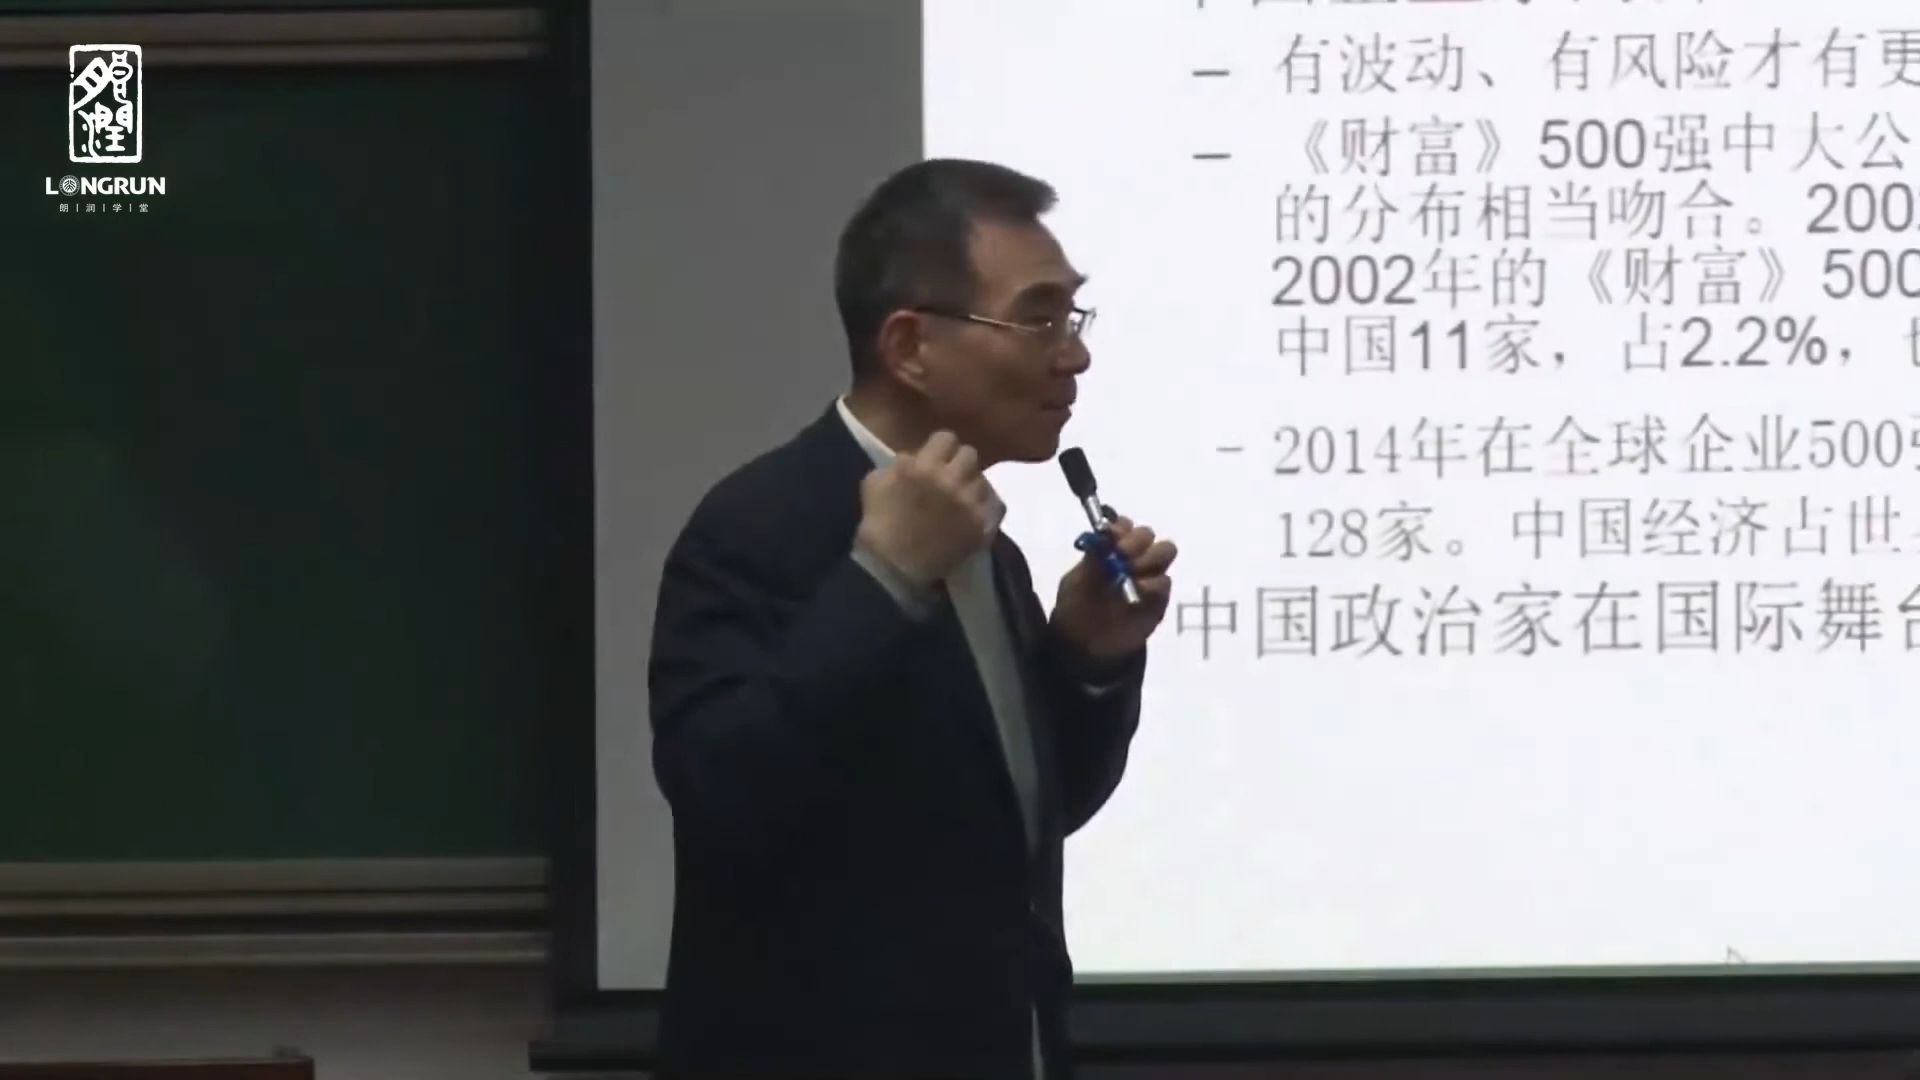 朗润
LONGRUN
朗|润|学|堂
– 有波动、有风险才有更
– 《财富》500强中大公
的分布相当吻合。200
2002年的《财富》500
中国11家，占2.2%，
– 2014年在全球企业500强
128家。中国经济占世
中国政治家在国际舞台